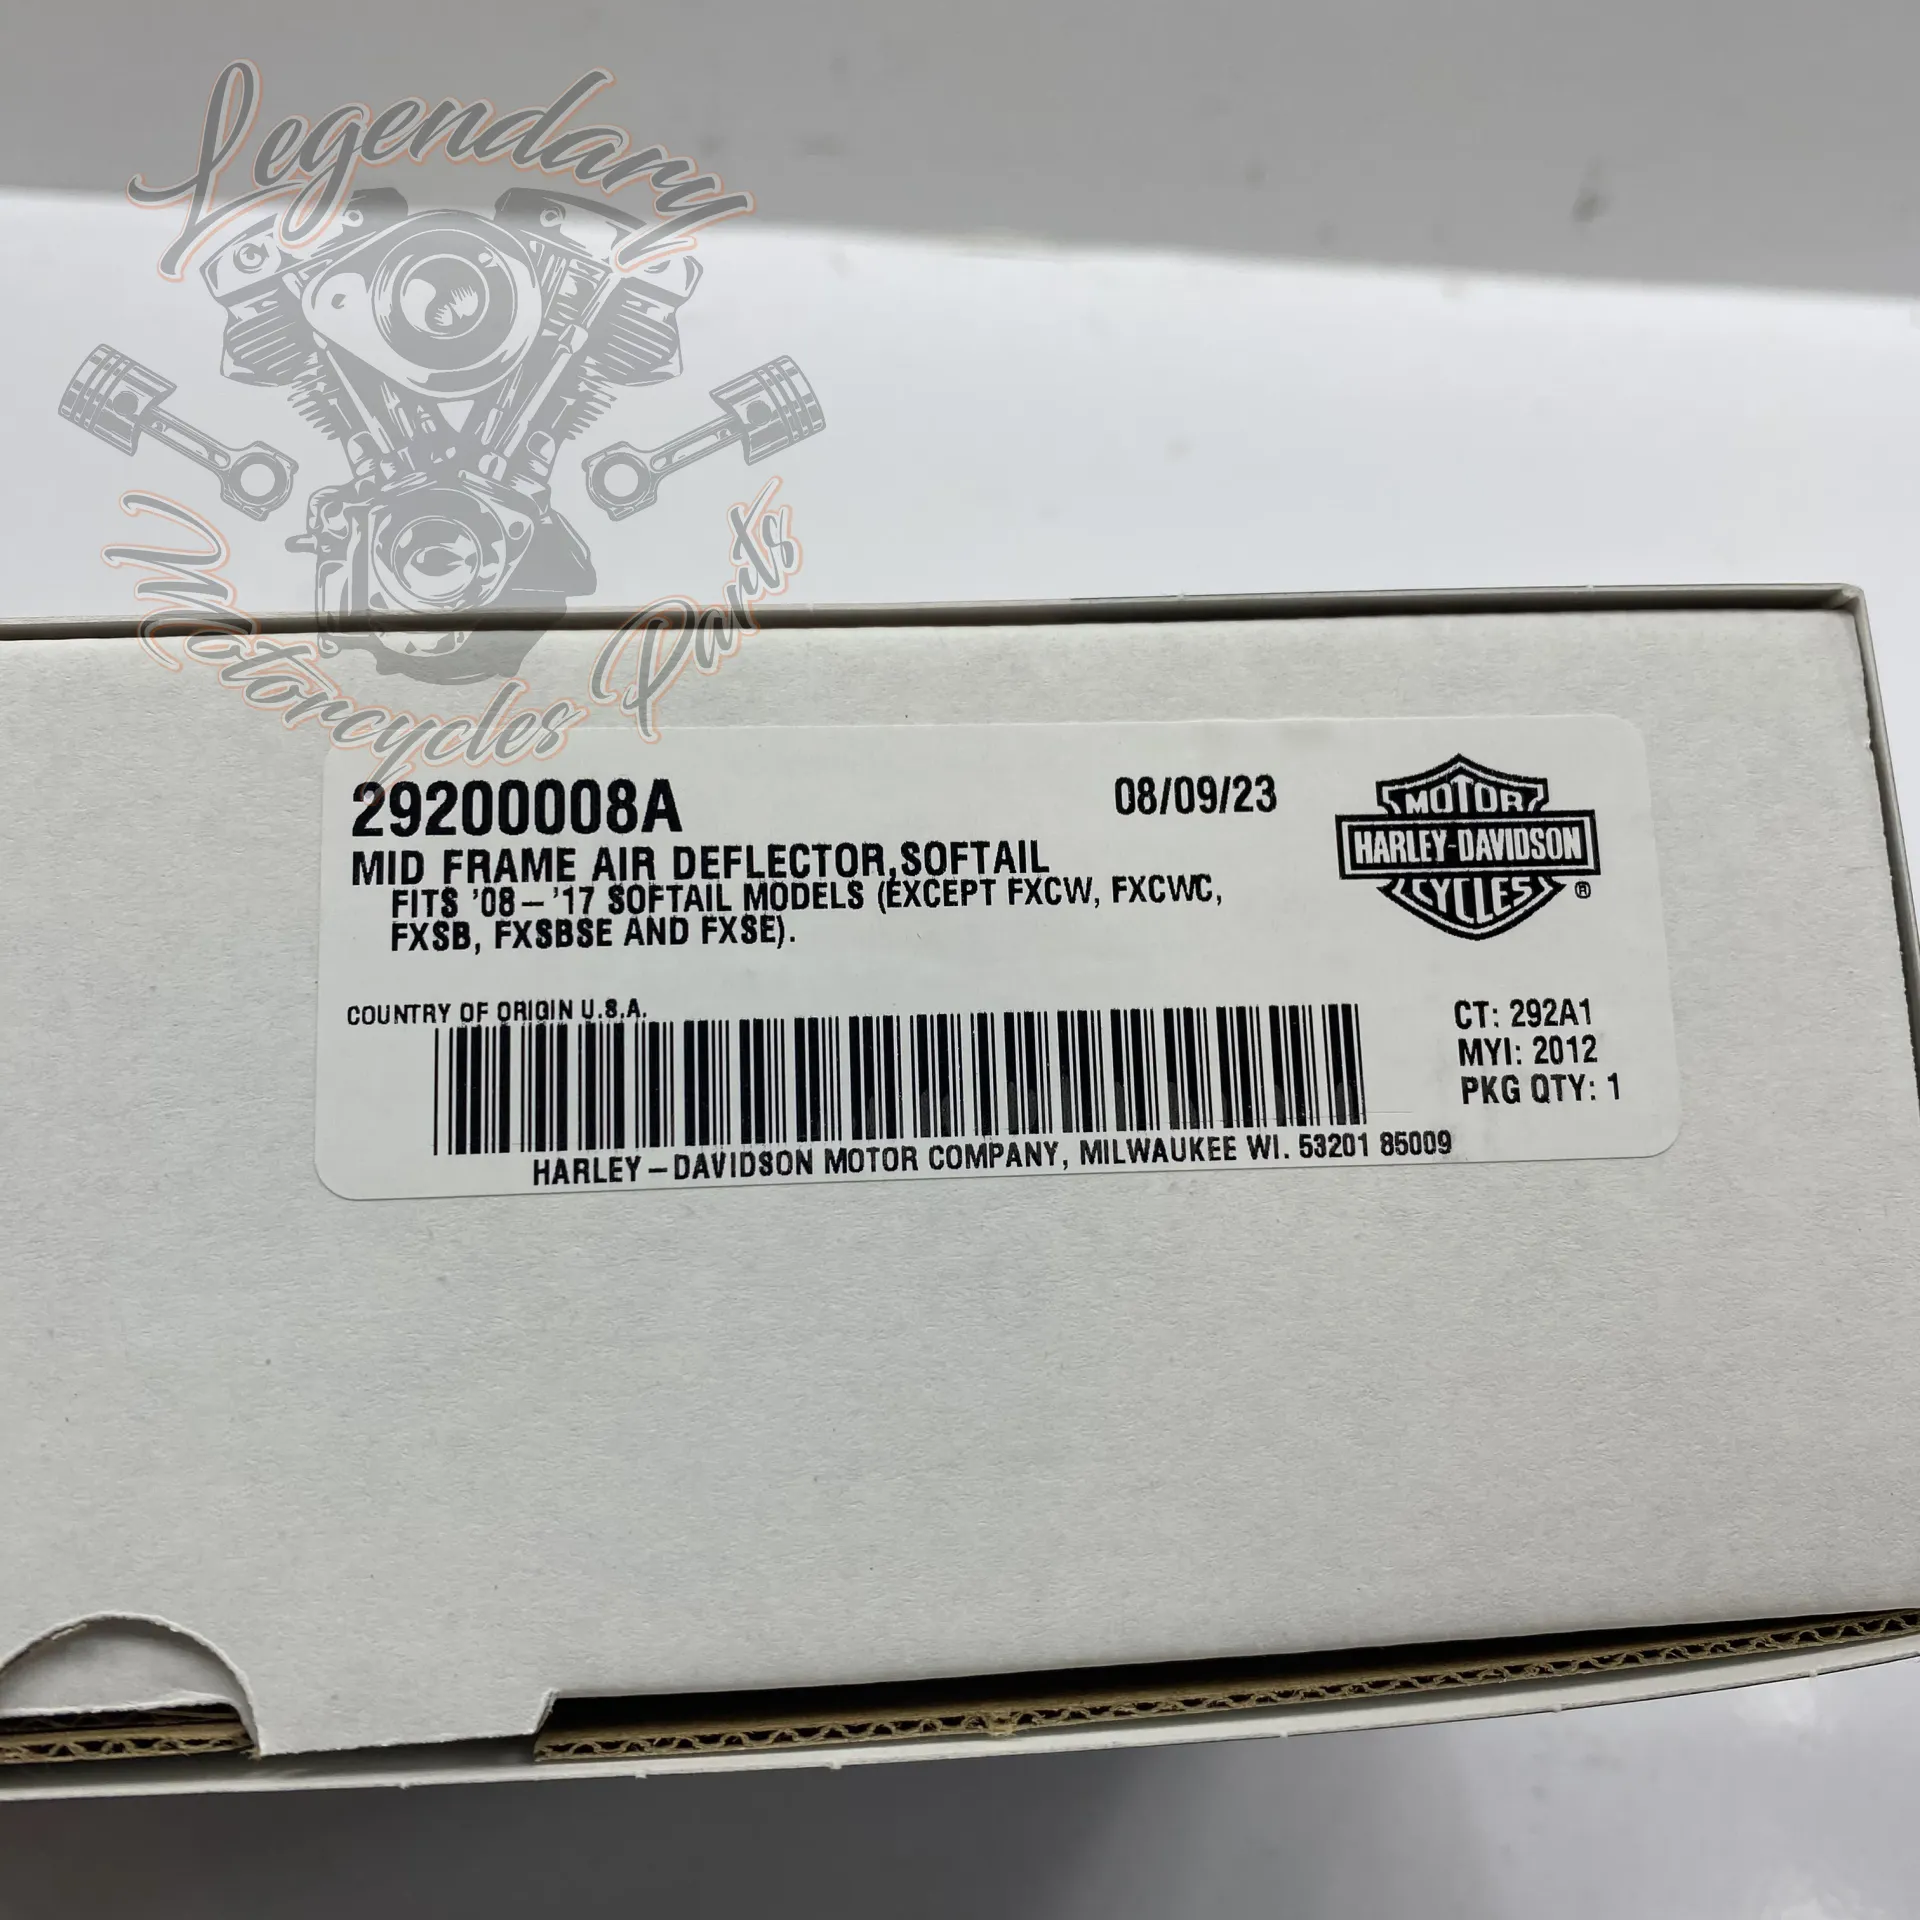 Legendary
Motorcycles Parts
29200008A
08/09/23
MID FRAME AIR DEFLECTOR,SOFTAIL
FITS '08–'17 SOFTAIL MODELS (EXCEPT FXCW, FXCWC,
FXSB, FXSBSE AND FXSE).
MOTOR
HARLEY-DAVIDSON
CYCLES
®
COUNTRY OF ORIGIN U.S.A.
CT: 292A1
MYI: 2012
PKG QTY: 1
HARLEY–DAVIDSON MOTOR COMPANY, MILWAUKEE WI. 53201 85009